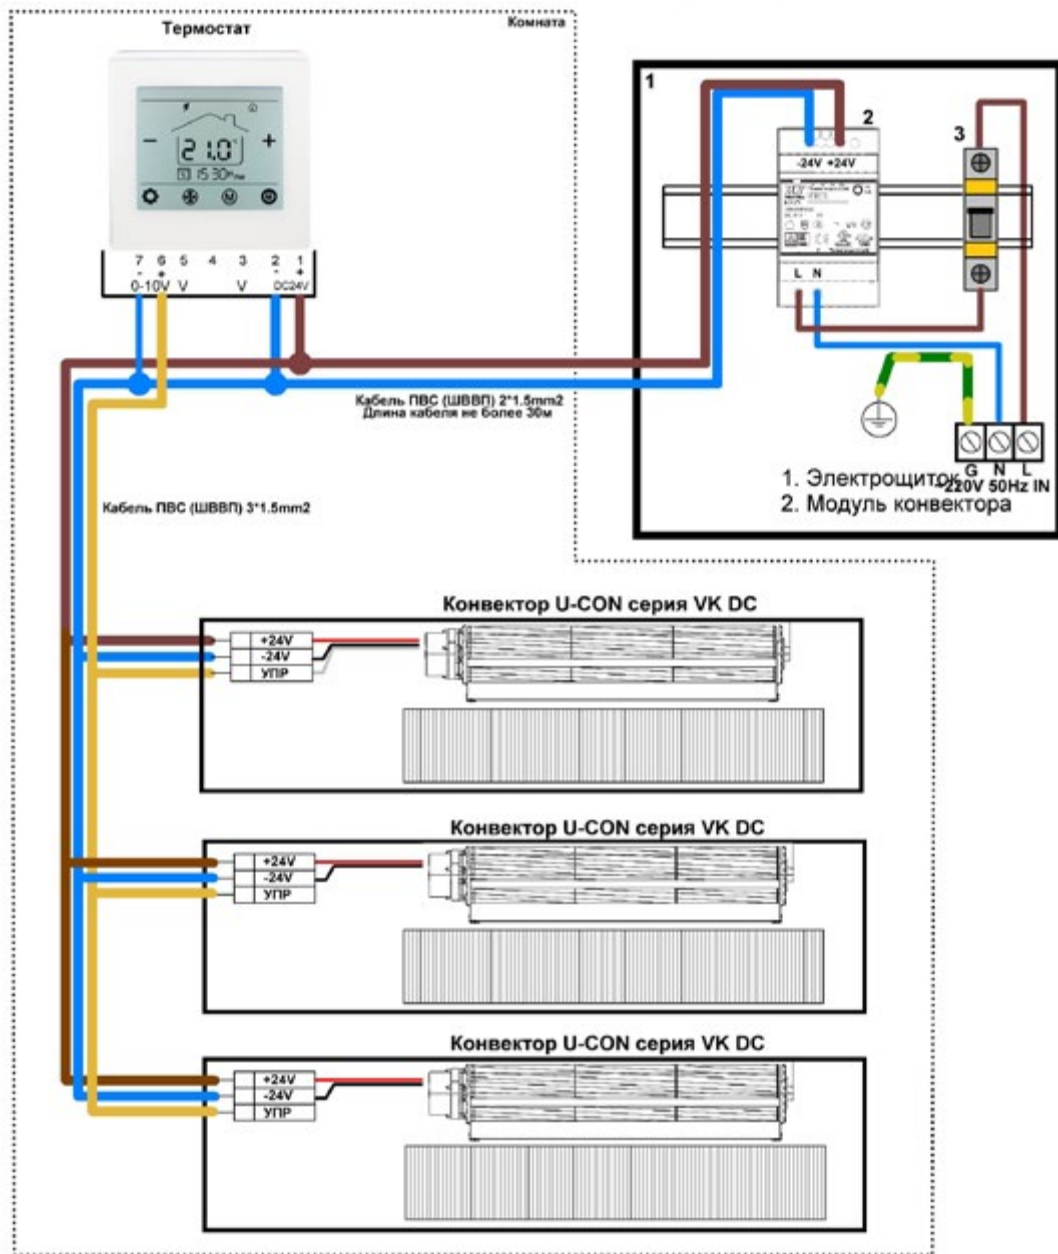 Комната
Термостат
1
2
3
-24V +24V
L N
21.0
15:30
7 6 5 4 3 2 1
- + - +
0-10V V V DC24V
Кабель ПВС (ШВВП) 2*1.5mm2
Длина кабеля не более 30м
G N L
~220V 50Hz IN
1. Электрощиток
2. Модуль конвектора
Кабель ПВС (ШВВП) 3*1.5mm2
Конвектор U-CON серия VK DC
+24V
-24V
УПР
Конвектор U-CON серия VK DC
+24V
-24V
УПР
Конвектор U-CON серия VK DC
+24V
-24V
УПР